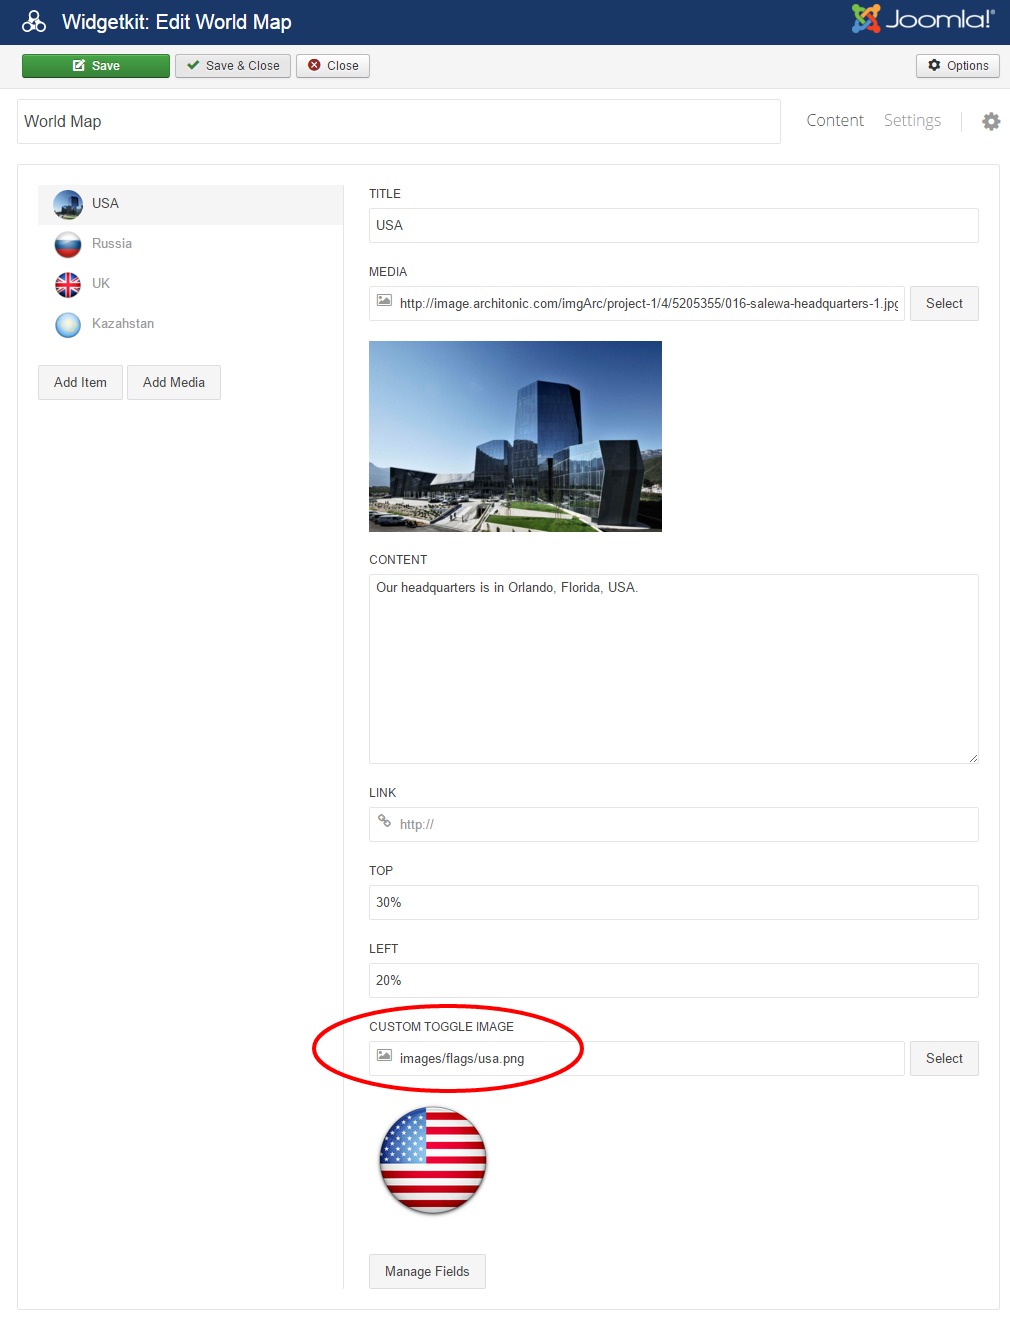 Widgetkit: Edit World Map
Joomla!®
Save
Save & Close
Close
Options
World Map
Content
Settings
USA
Russia
UK
Kazahstan
Add Item
Add Media
TITLE
USA
MEDIA
http://image.architonic.com/imgArc/project-1/4/5205355/016-salewa-headquarters-1.jpg
Select
CONTENT
Our headquarters is in Orlando, Florida, USA.
LINK
http://
TOP
30%
LEFT
20%
CUSTOM TOGGLE IMAGE
images/flags/usa.png
Select
Manage Fields